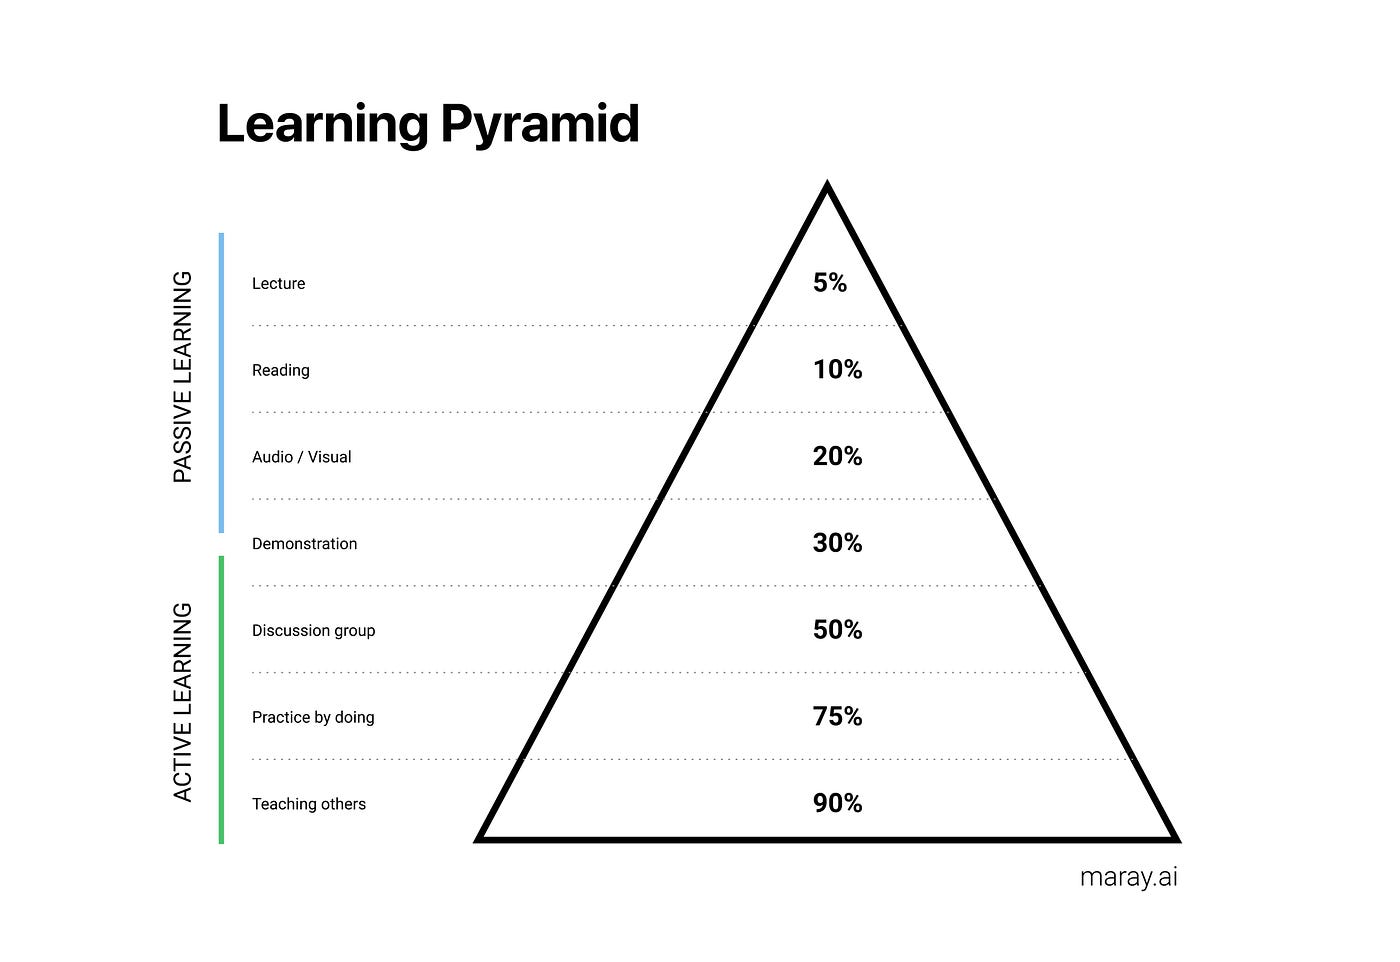 Learning Pyramid
PASSIVE LEARNING
Lecture 5%
Reading 10%
Audio / Visual 20%
Demonstration 30%
ACTIVE LEARNING
Discussion group 50%
Practice by doing 75%
Teaching others 90%
maray.ai